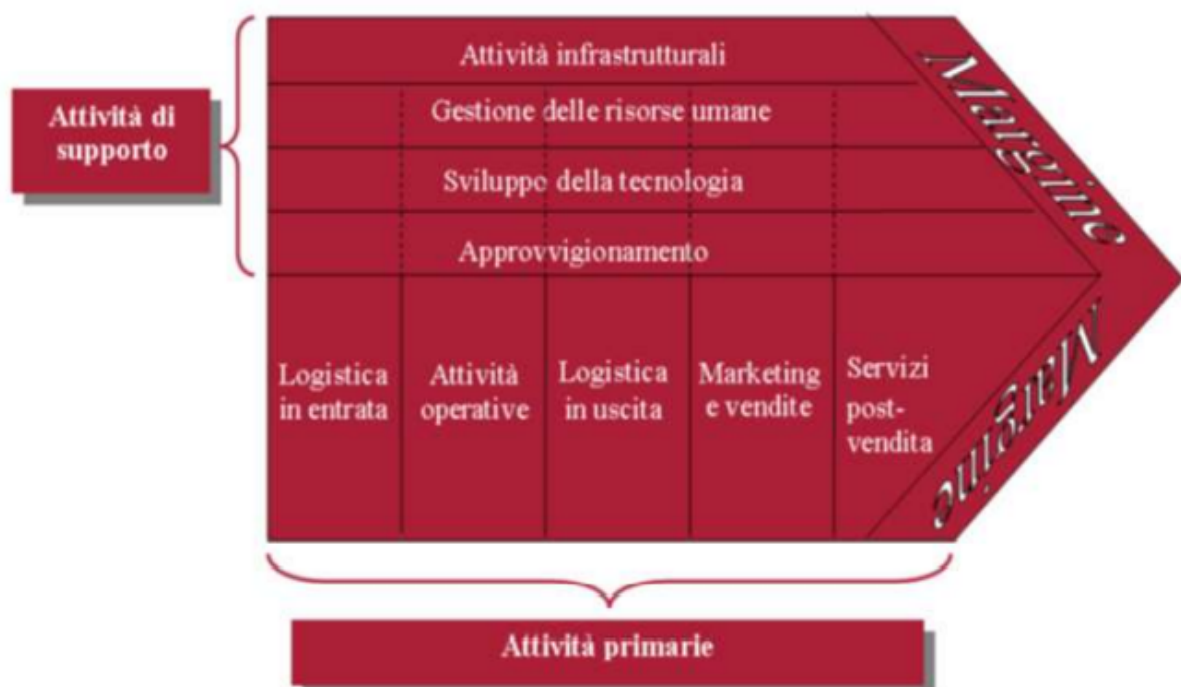 Attività di
supporto
Attività infrastrutturali
Gestione delle risorse umane
Sviluppo della tecnologia
Approvvigionamento
Logistica
in entrata
Attività
operative
Logistica
in uscita
Marketing
e vendite
Servizi
post-
vendita
Margine
Margine
Attività primarie